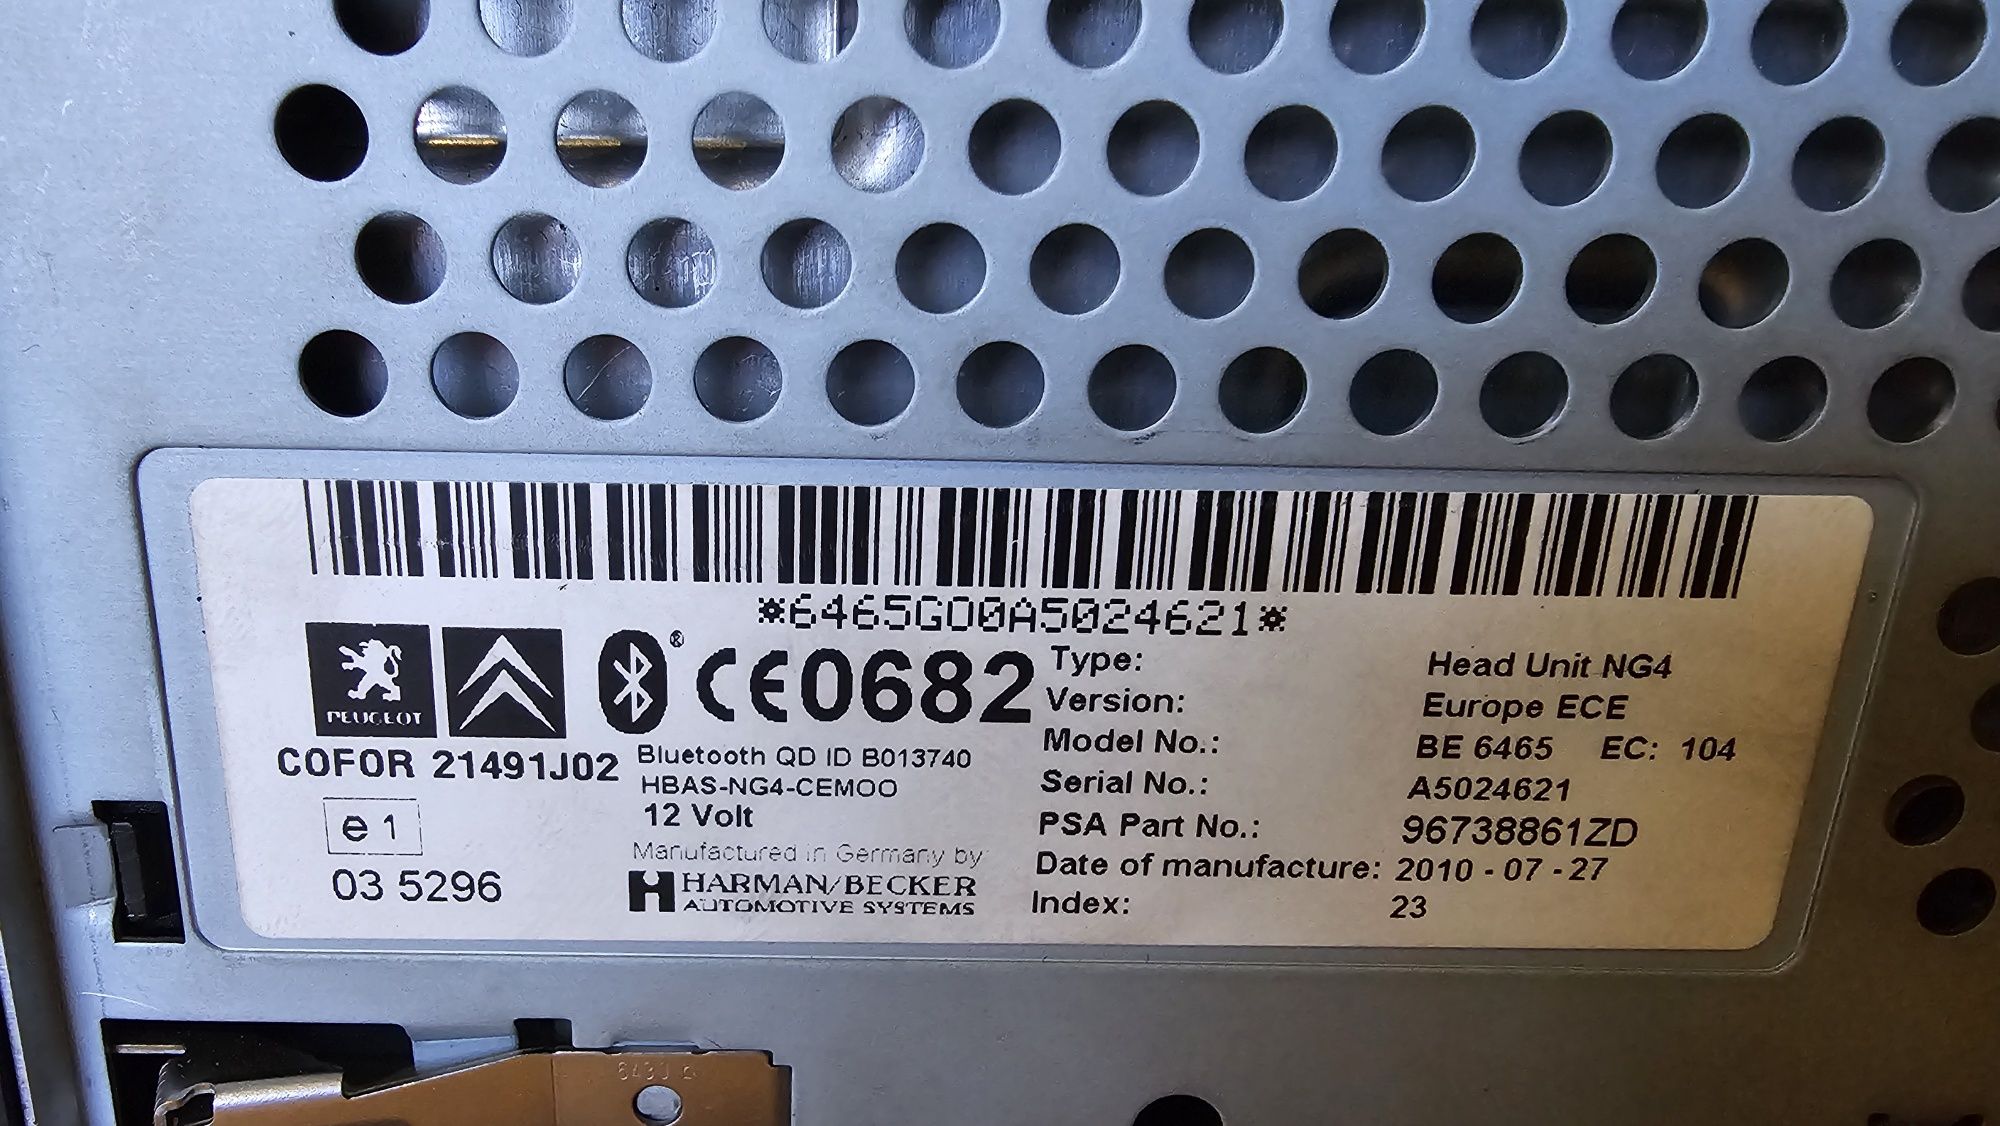 *6465G00A5024621*
PEUGEOT
®
CE0682
COFOR 21491J02
Bluetooth QD ID B013740
HBAS-NG4-CEMOO
12 Volt
e 1
03 5296
Manufactured in Germany by:
HARMAN/BECKER
AUTOMOTIVE SYSTEMS
Type: Head Unit NG4
Version: Europe ECE
Model No.: BE 6465 EC: 104
Serial No.: A5024621
PSA Part No.: 96738861ZD
Date of manufacture: 2010 - 07 - 27
Index: 23